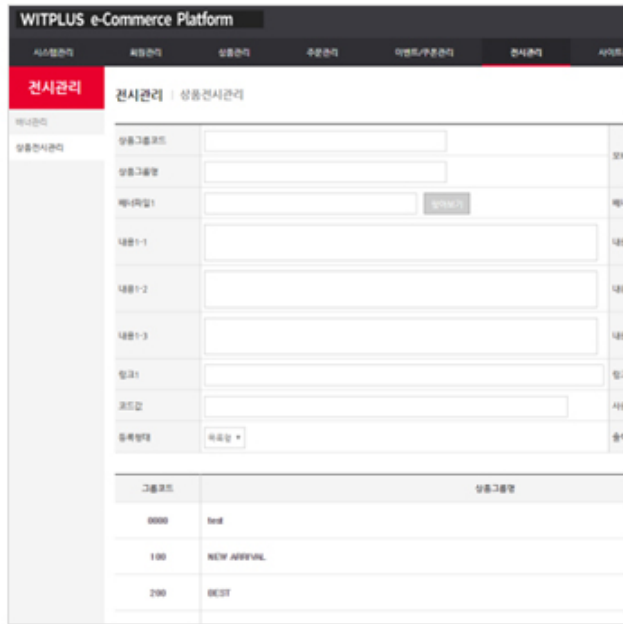 WITPLUS e-Commerce Platform
시스템관리 회원관리 상품관리 주문관리 이벤트/쿠폰관리 전시관리 사이트
전시관리
전시관리 | 상품전시관리
배너관리
상품전시관리
상품그룹코드
상품그룹명
배너파일1 찾아보기
내용1-1
내용1-2
내용1-3
링크1
코드값
등록형태
그룹코드 상품그룹명
0000 test
100 NEW ARRIVAL
200 BEST